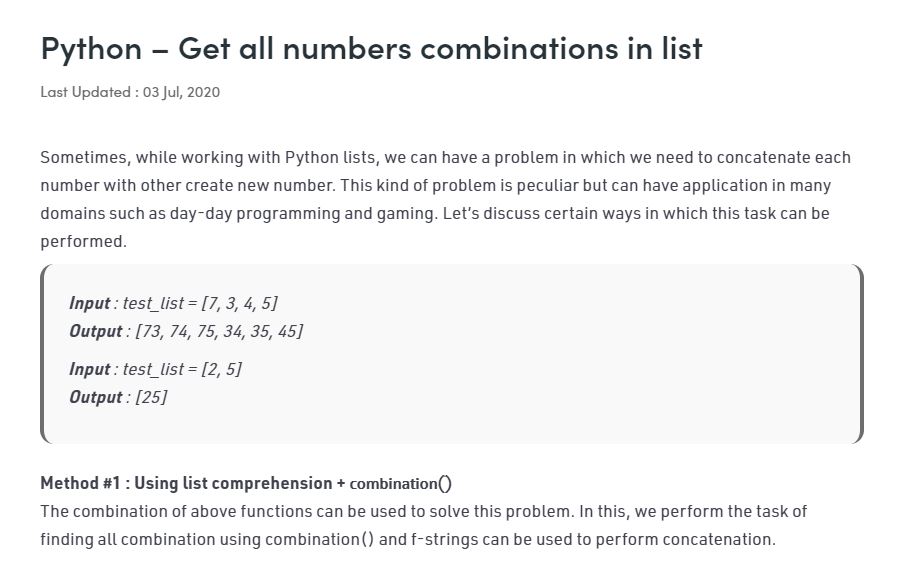 Python – Get all numbers combinations in list
Last Updated : 03 Jul, 2020
Sometimes, while working with Python lists, we can have a problem in which we need to concatenate each
number with other create new number. This kind of problem is peculiar but can have application in many
domains such as day-day programming and gaming. Let's discuss certain ways in which this task can be
performed.
Input : test_list = [7, 3, 4, 5]
Output : [73, 74, 75, 34, 35, 45]
Input : test_list = [2, 5]
Output : [25]
Method #1 : Using list comprehension + combination()
The combination of above functions can be used to solve this problem. In this, we perform the task of
finding all combination using combination() and f-strings can be used to perform concatenation.